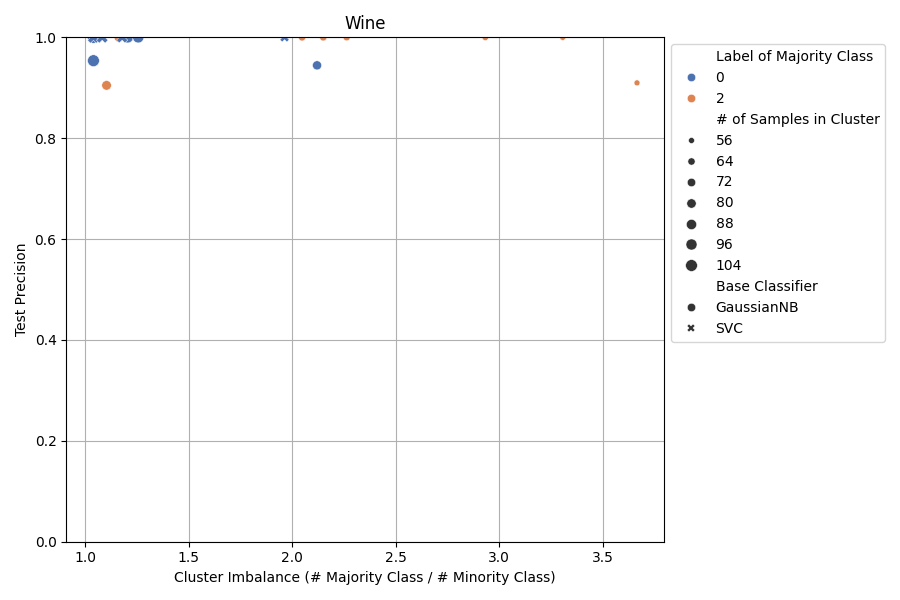 Wine
Test Precision
1.0
0.8
0.6
0.4
0.2
0.0
1.0
1.5
2.0
2.5
3.0
3.5
Cluster Imbalance (# Majority Class / # Minority Class)
Label of Majority Class
0
2
# of Samples in Cluster
56
64
72
80
88
96
104
Base Classifier
GaussianNB
SVC